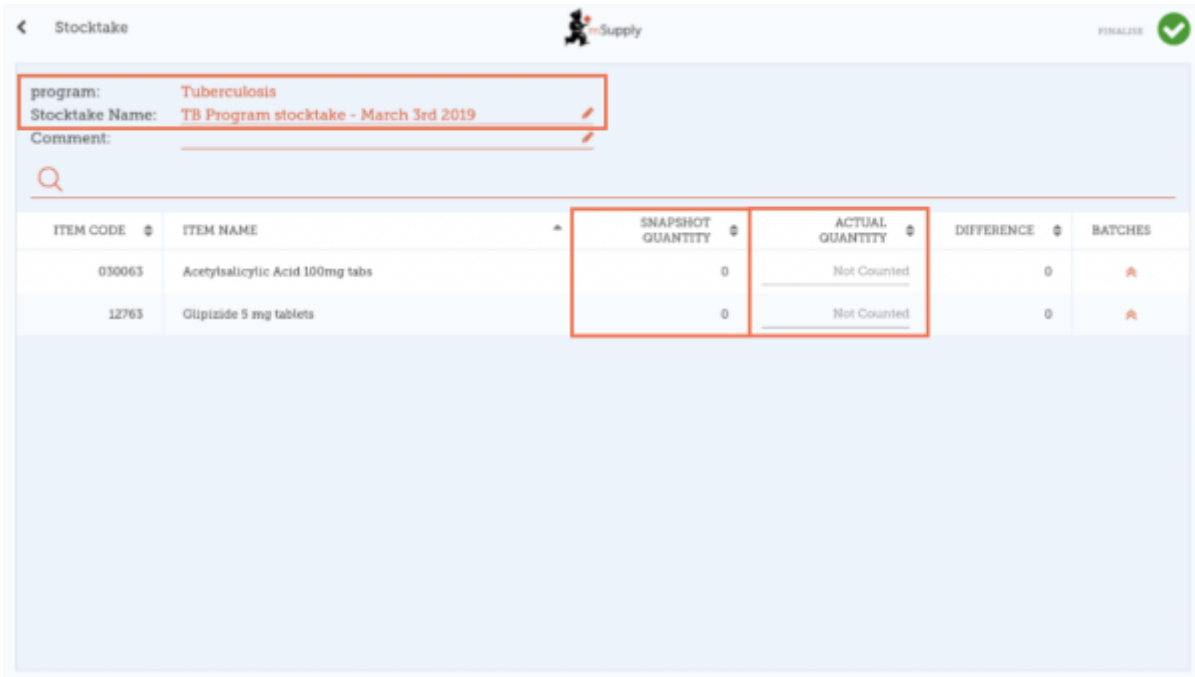 Stocktake
mSupply
FINALISE
program: Tuberculosis
Stocktake Name: TB Program stocktake - March 3rd 2019
Comment:
ITEM CODE ITEM NAME SNAPSHOT QUANTITY ACTUAL QUANTITY DIFFERENCE BATCHES
030063 Acetylsalicylic Acid 100mg tabs 0 Not Counted 0
12763 Glipizide 5 mg tablets 0 Not Counted 0